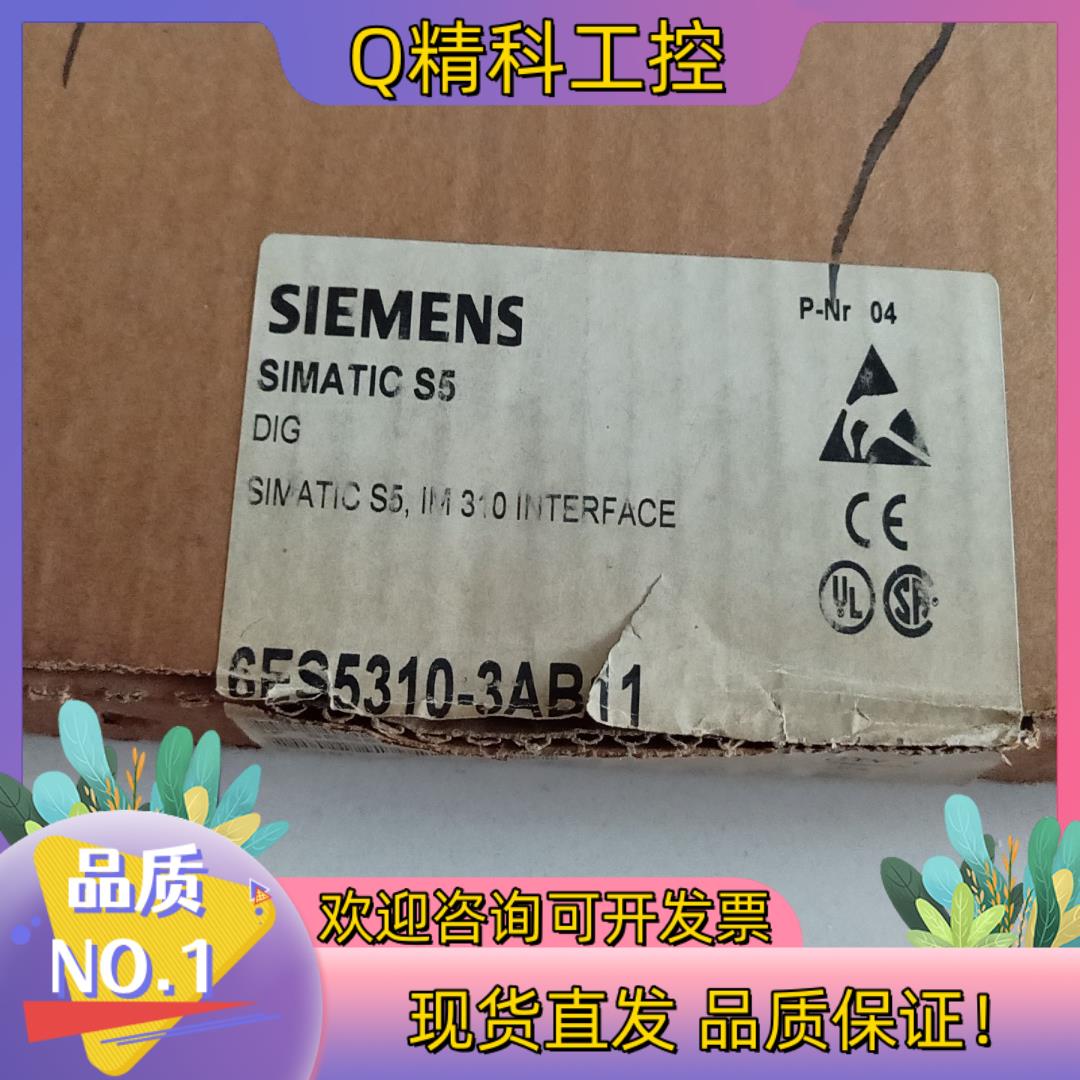 Q精科工控
SIEMENS
P-Nr 04
SIMATIC S5
DIG
SIMATIC S5, IM 310 INTERFACE
CE
UL
SA
6ES5310-3AB11
品质
NO.1
欢迎咨询可开发票
现货直发 品质保证！